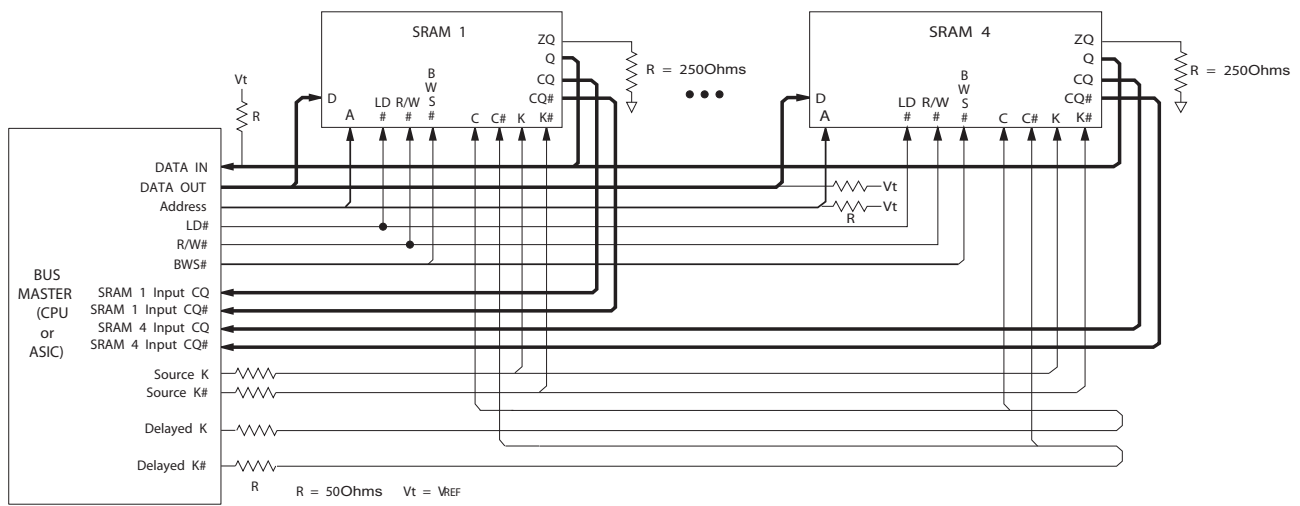 SRAM 1
ZQ
Q
CQ
CQ#
B
W
S
#
LD
#
R/W
#
D
A
C
C#
K
K#
R = 250Ohms
SRAM 4
ZQ
Q
CQ
CQ#
B
W
S
#
LD
#
R/W
#
D
A
C
C#
K
K#
R = 250Ohms
Vt
R
DATA IN
DATA OUT
Vt
Address
Vt
R
LD#
R/W#
BWS#
BUS
MASTER
(CPU
or
ASIC)
SRAM 1 Input CQ
SRAM 1 Input CQ#
SRAM 4 Input CQ
SRAM 4 Input CQ#
Source K
Source K#
Delayed K
Delayed K#
R
R = 50Ohms Vt = VREF